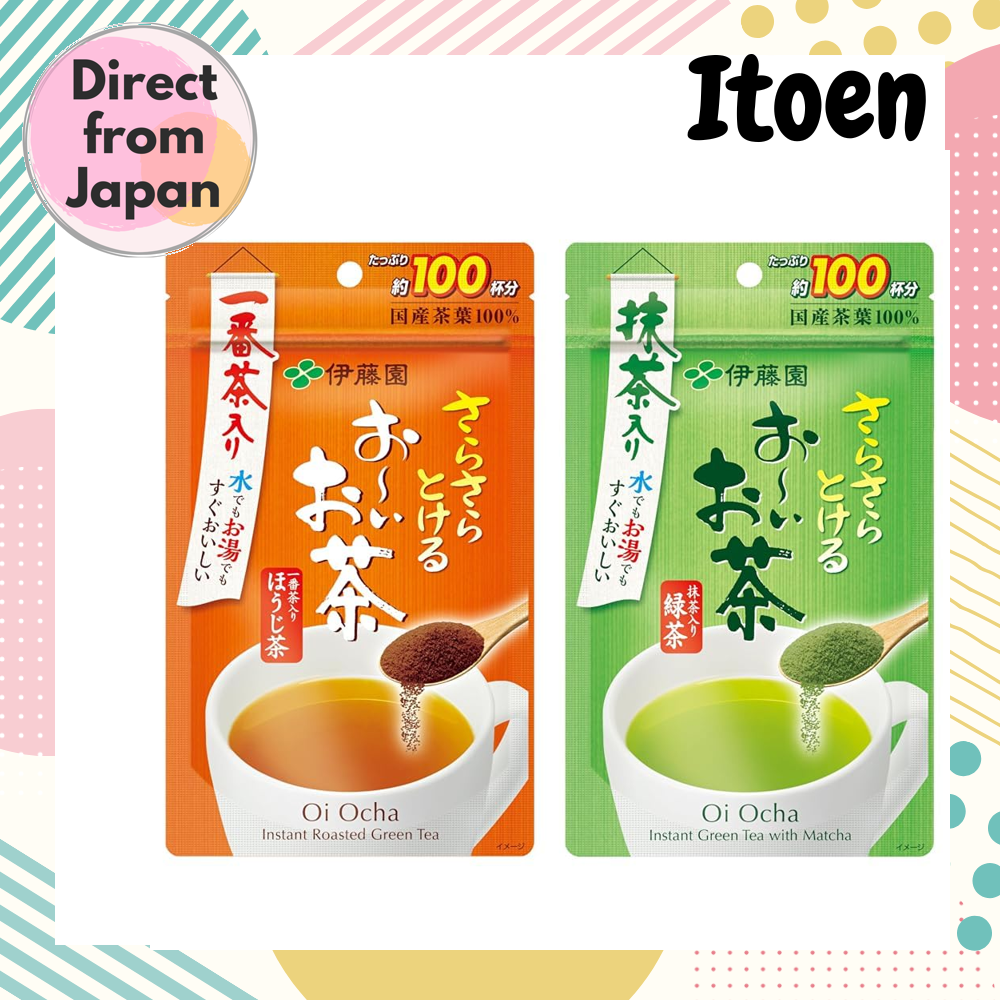 Direct
from
Japan
Itoen
たっぷり
約100杯分
国産茶葉100%
一番茶入り
水でもお湯でも
すぐおいしい
伊藤園
さらさら
とける
お〜い
お茶
一番茶入り
ほうじ茶
Oi Ocha
Instant Roasted Green Tea
イメージ
たっぷり
約100杯分
国産茶葉100%
抹茶入り
水でもお湯でも
すぐおいしい
伊藤園
さらさら
とける
お〜い
お茶
抹茶入り
緑茶
Oi Ocha
Instant Green Tea with Matcha
イメージ